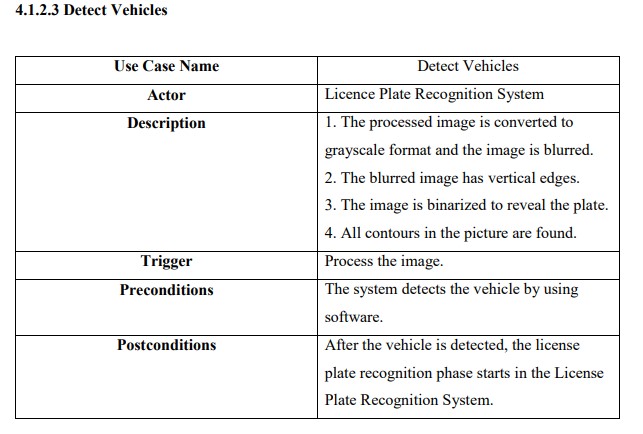 4.1.2.3 Detect Vehicles
Use Case Name
Detect Vehicles
Actor
Licence Plate Recognition System
Description
1. The processed image is converted to
grayscale format and the image is blurred.
2. The blurred image has vertical edges.
3. The image is binarized to reveal the plate.
4. All contours in the picture are found.
Trigger
Process the image.
Preconditions
The system detects the vehicle by using
software.
Postconditions
After the vehicle is detected, the license
plate recognition phase starts in the License
Plate Recognition System.